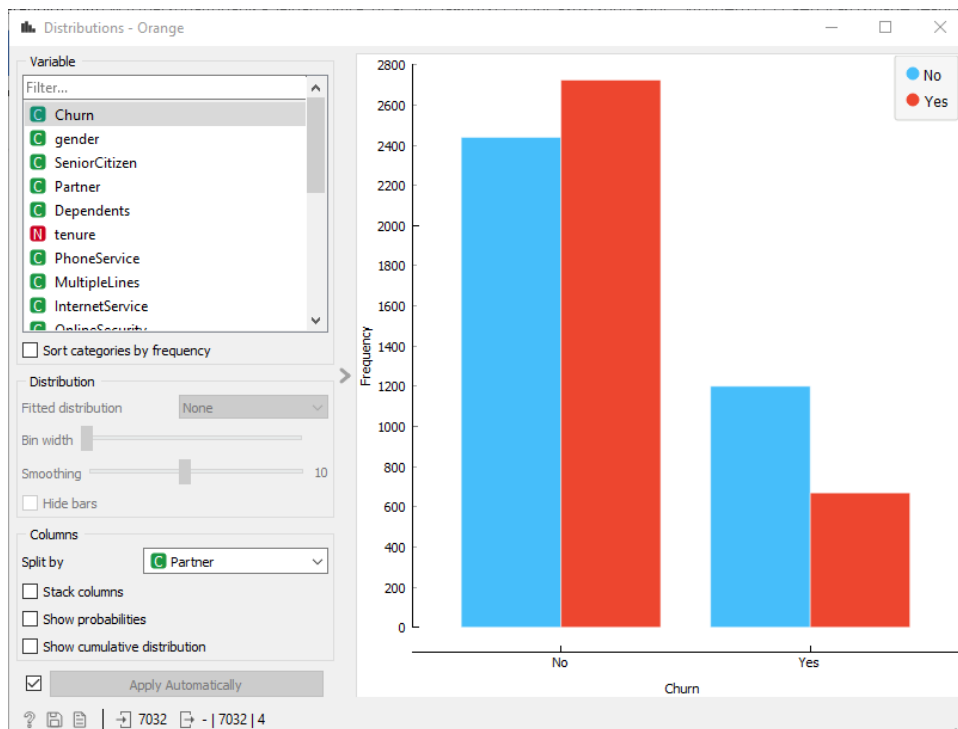 Distributions - Orange
Variable
Filter...
C Churn
C gender
C SeniorCitizen
C Partner
C Dependents
N tenure
C PhoneService
C MultipleLines
C InternetService
C OnlineSecurity
Sort categories by frequency
Distribution
Fitted distribution None
Bin width
Smoothing 10
Hide bars
Columns
Split by C Partner
Stack columns
Show probabilities
Show cumulative distribution
Apply Automatically
? 7032 - | 7032 | 4
2800
2600
2400
2200
2000
1800
1600
1400
1200
1000
800
600
400
200
0
Frequency
No Yes
Churn
No
Yes